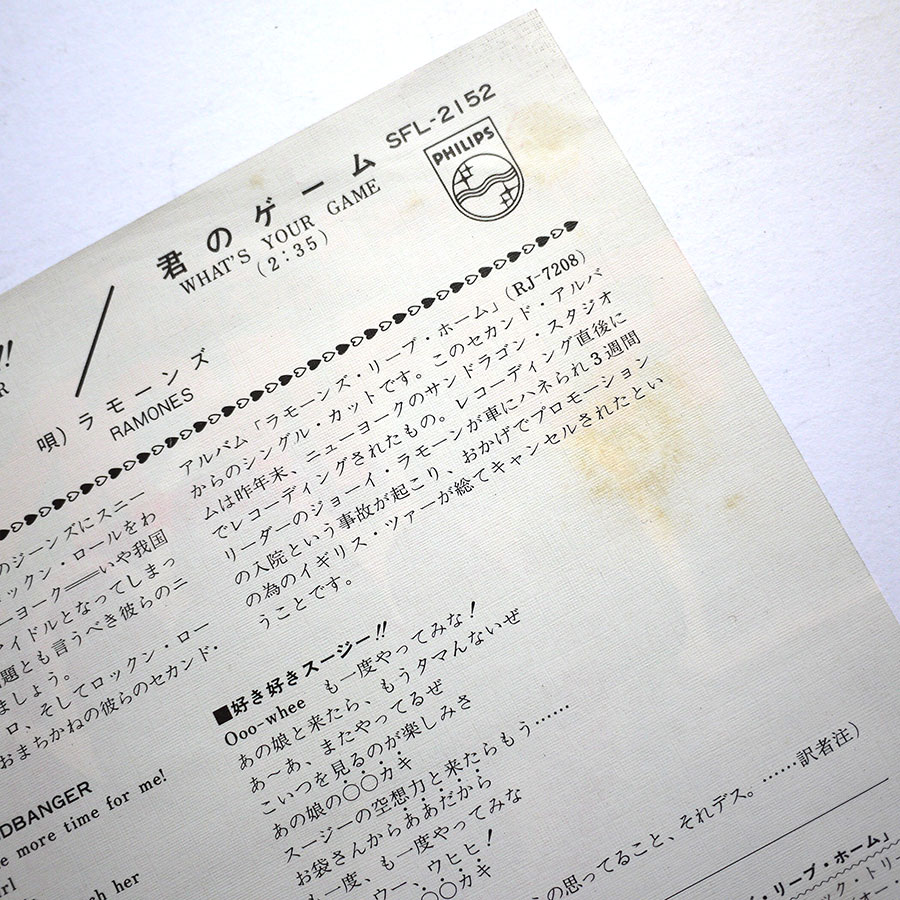 SFL-2152
PHILIPS
君のゲーム
WHAT'S YOUR GAME
(2:35)
!!
唄)ラモーンズ
RAMONES
アルバム「ラモーンズ・リーブ・ホーム」(RJ-7208)
からのシングル・カットです。このセカンド・アルバ
ムは昨年末、ニューヨークのサンドラゴン・スタジオ
でレコーディングされたもの。レコーディング直後に
リーダーのジョーイ・ラモーンが車にハネられ3週間
の入院という事故が起こり、おかげでプロモーション
の為のイギリス・ツァーが総てキャンセルされたとい
うことです。
のジーンズにスニー
ックン・ロールをわ
ーヨーク══いや我国
アイドルとなってしまっ
題とも言うべき彼らのニ
ましょう。
ロ、そしてロックン・ロー
おまちかねの彼らのセカンド・
■好き好きスージー!!
Ooo-whee も一度やってみな!
あの娘と来たら、もうタマんないぜ
あ〜あ、またやってるぜ
こいつを見るのが楽しみさ
あの娘の○○カキ
スージーの空想力と来たらもう……
お袋さんからああだから
も一度、も一度やってみな
ウー、ウヒヒ!
○○カキ
DBANGER
e more time for me!
irl
her
の思ってること、それデス。……訳者注)
・リーブ・ホーム」
ック・トリー